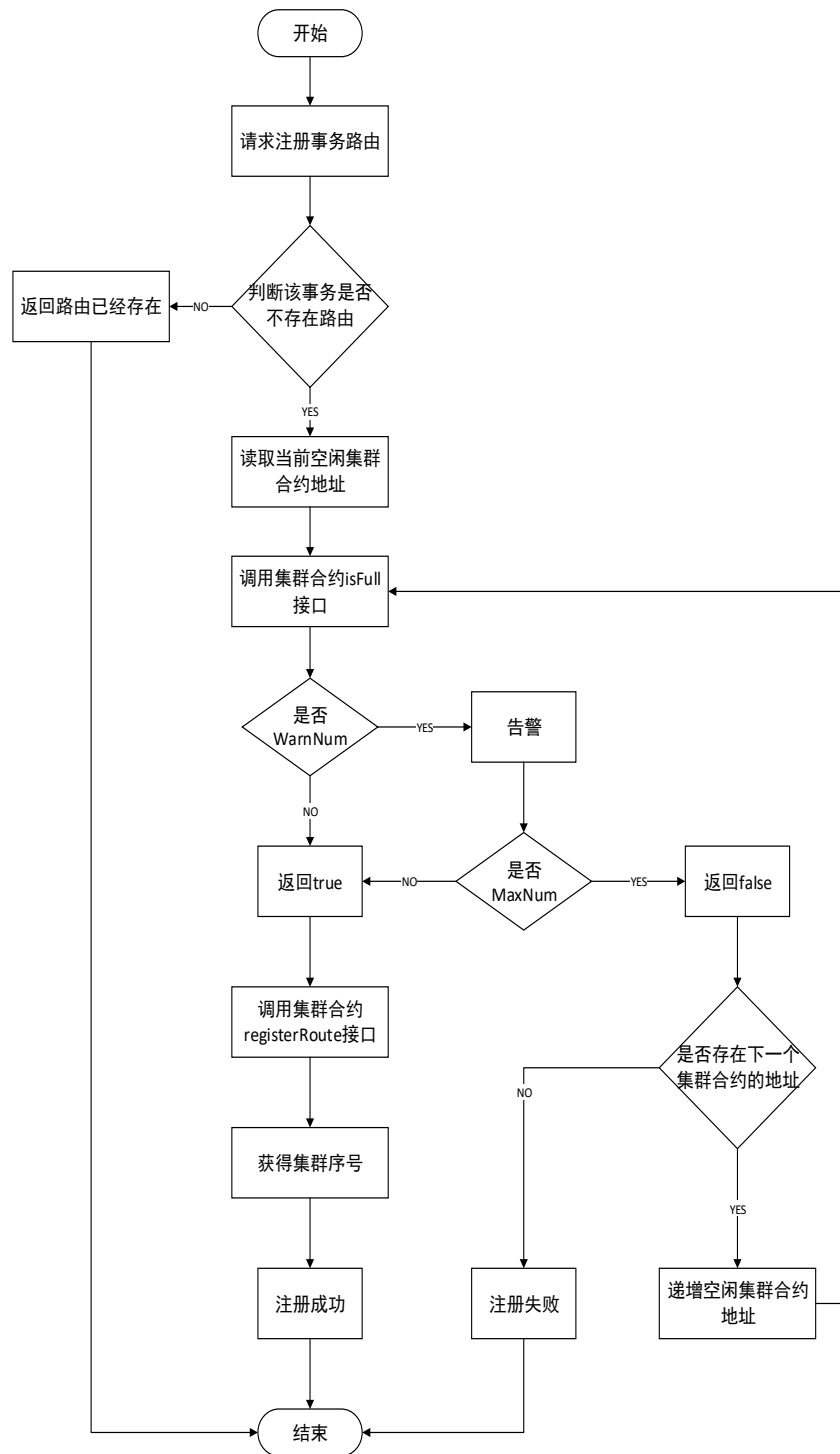 开始
请求注册事务路由
判断该事务是否
不存在路由
NO
返回路由已经存在
YES
读取当前空闲集群
合约地址
调用集群合约isFull
接口
是否
WarnNum
YES
告警
NO
返回true
NO
是否
MaxNum
YES
返回false
调用集群合约
registerRoute接口
是否存在下一个
集群合约的地址
NO
获得集群序号
YES
注册成功
注册失败
递增空闲集群合约
地址
结束